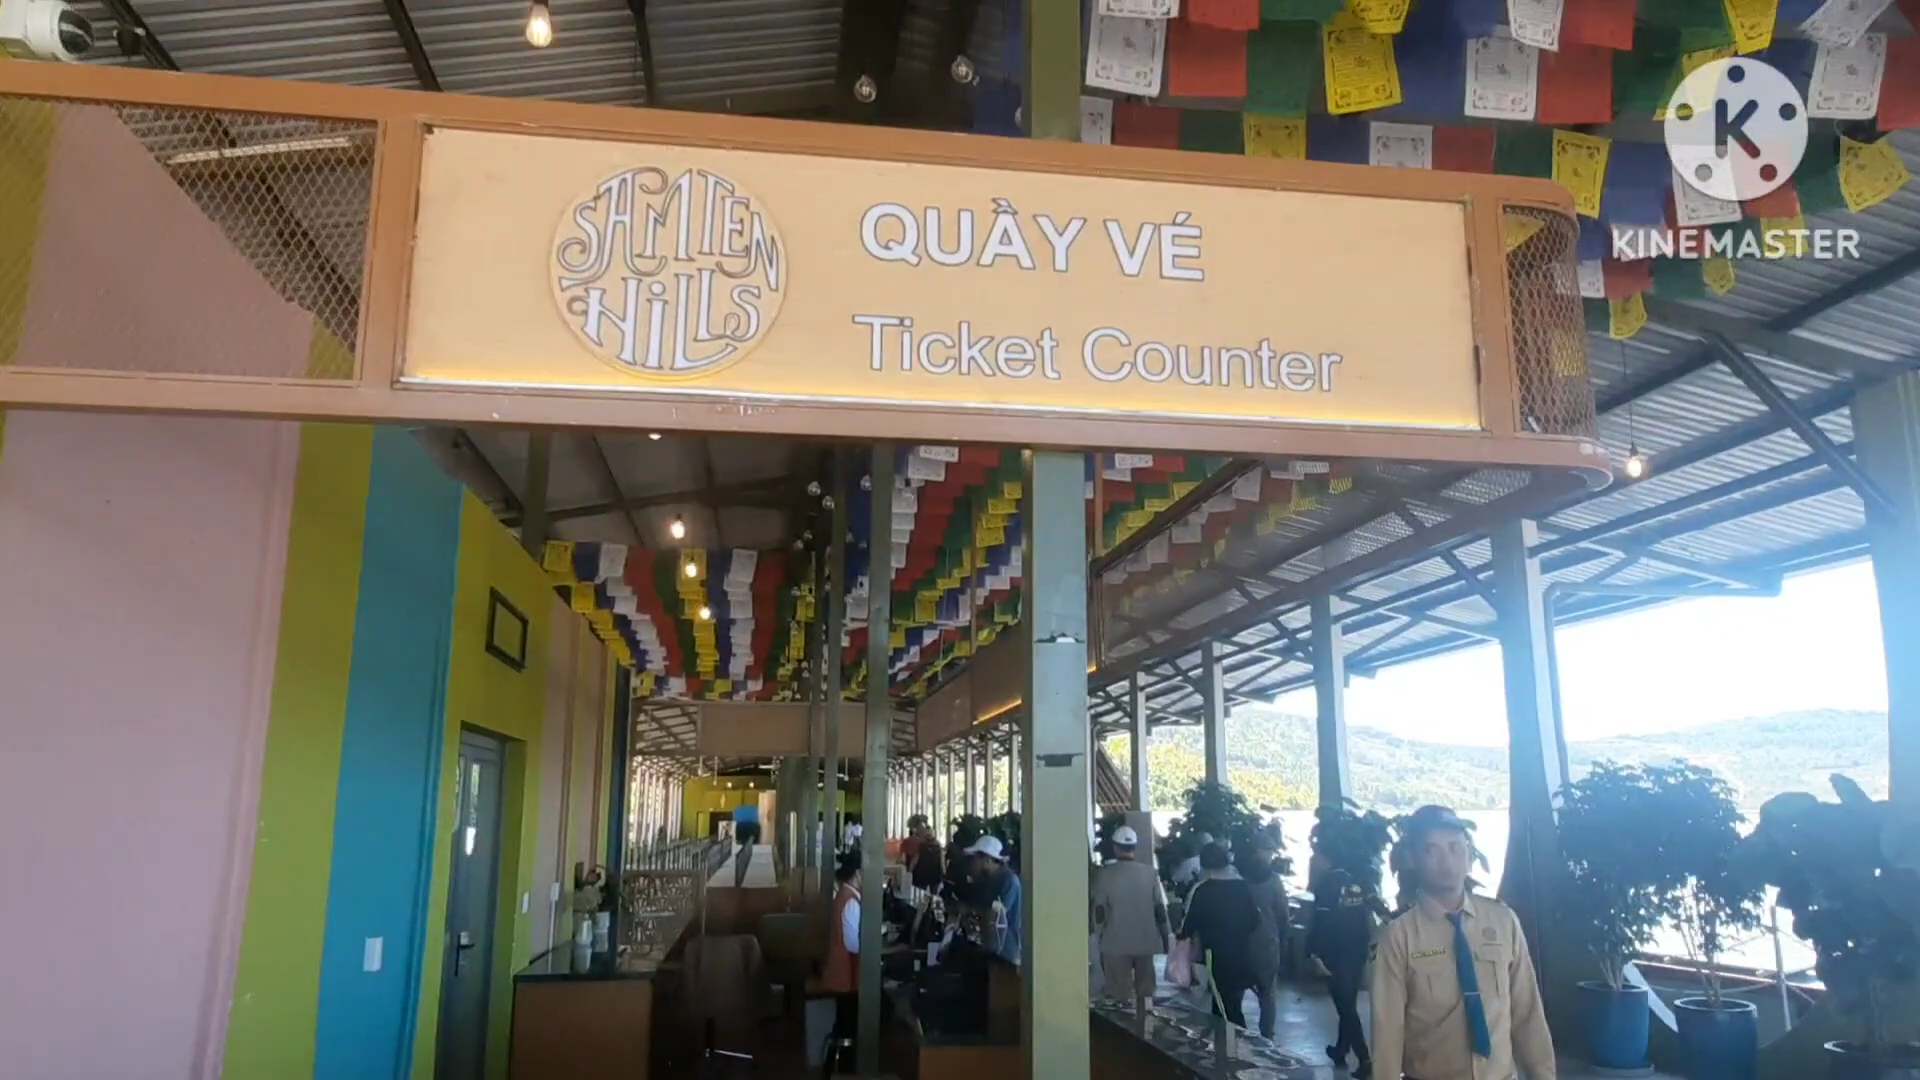 SAMTEN
HiLLS
QUẦY VÉ
Ticket Counter
KINEMASTER